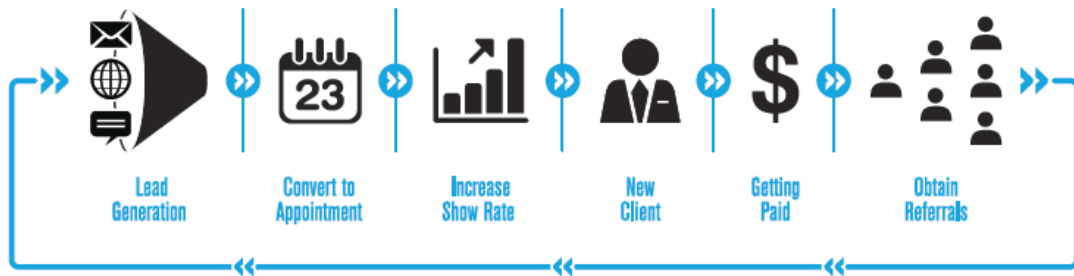 23
$
Lead
Generation
Convert to
Appointment
Increase
Show Rate
New
Client
Getting
Paid
Obtain
Referrals